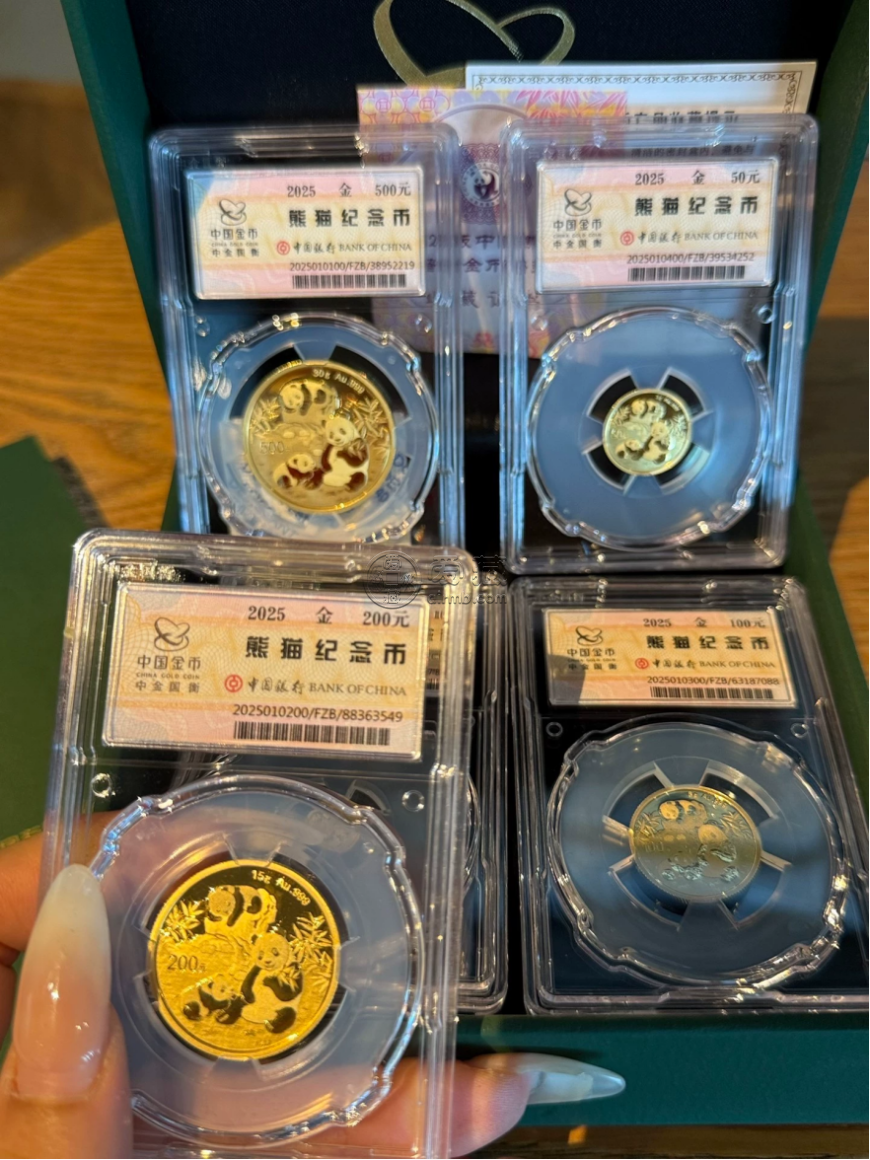 2025 金 500元
熊猫纪念币
中国金币
CHINA GOLD COIN
中金国衡
中国银行 BANK OF CHINA
2025010100/FZB/38952219
30g Au.999
2025 金 50元
熊猫纪念币
中国金币
CHINA GOLD COIN
中金国衡
中国银行 BANK OF CHINA
2025010400/FZB/39534252
2025 金 200元
熊猫纪念币
中国金币
CHINA GOLD COIN
中金国衡
中国银行 BANK OF CHINA
2025010200/FZB/88363549
15g Au.999
200元
2025 金 100元
熊猫纪念币
中国金币
CHINA GOLD COIN
中金国衡
中国银行 BANK OF CHINA
2025010300/FZB/63187088